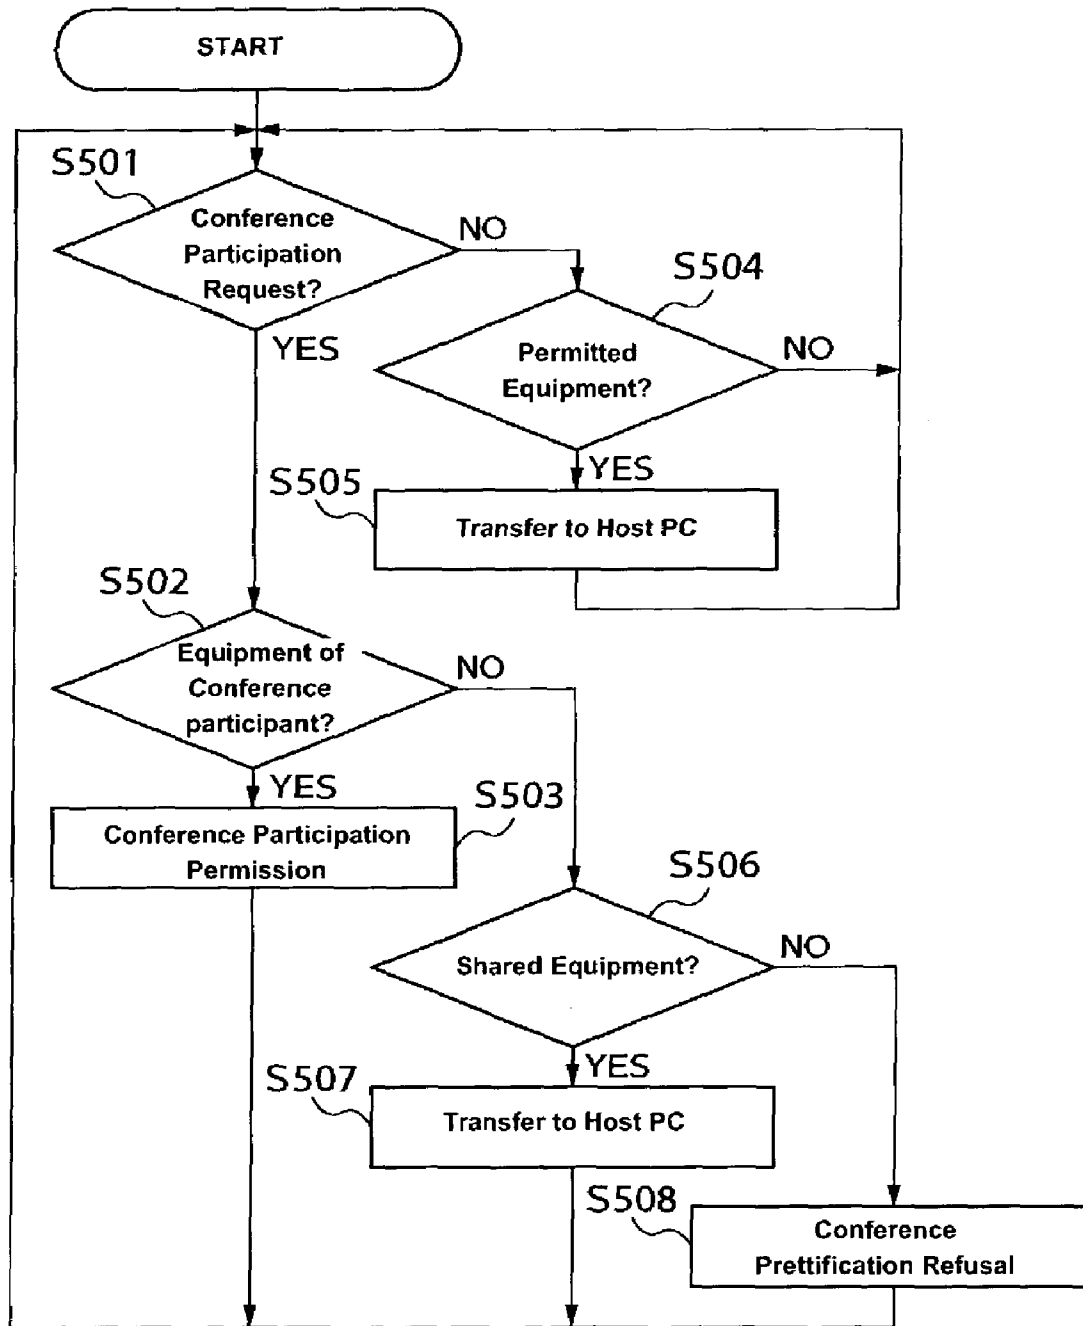 START
S501
Conference
Participation
Request?
NO
YES
S504
Permitted
Equipment?
NO
YES
S505
Transfer to Host PC
S502
Equipment of
Conference
participant?
NO
YES
S503
Conference Participation
Permission
S506
Shared Equipment?
NO
YES
S507
Transfer to Host PC
S508
Conference
Prettification Refusal